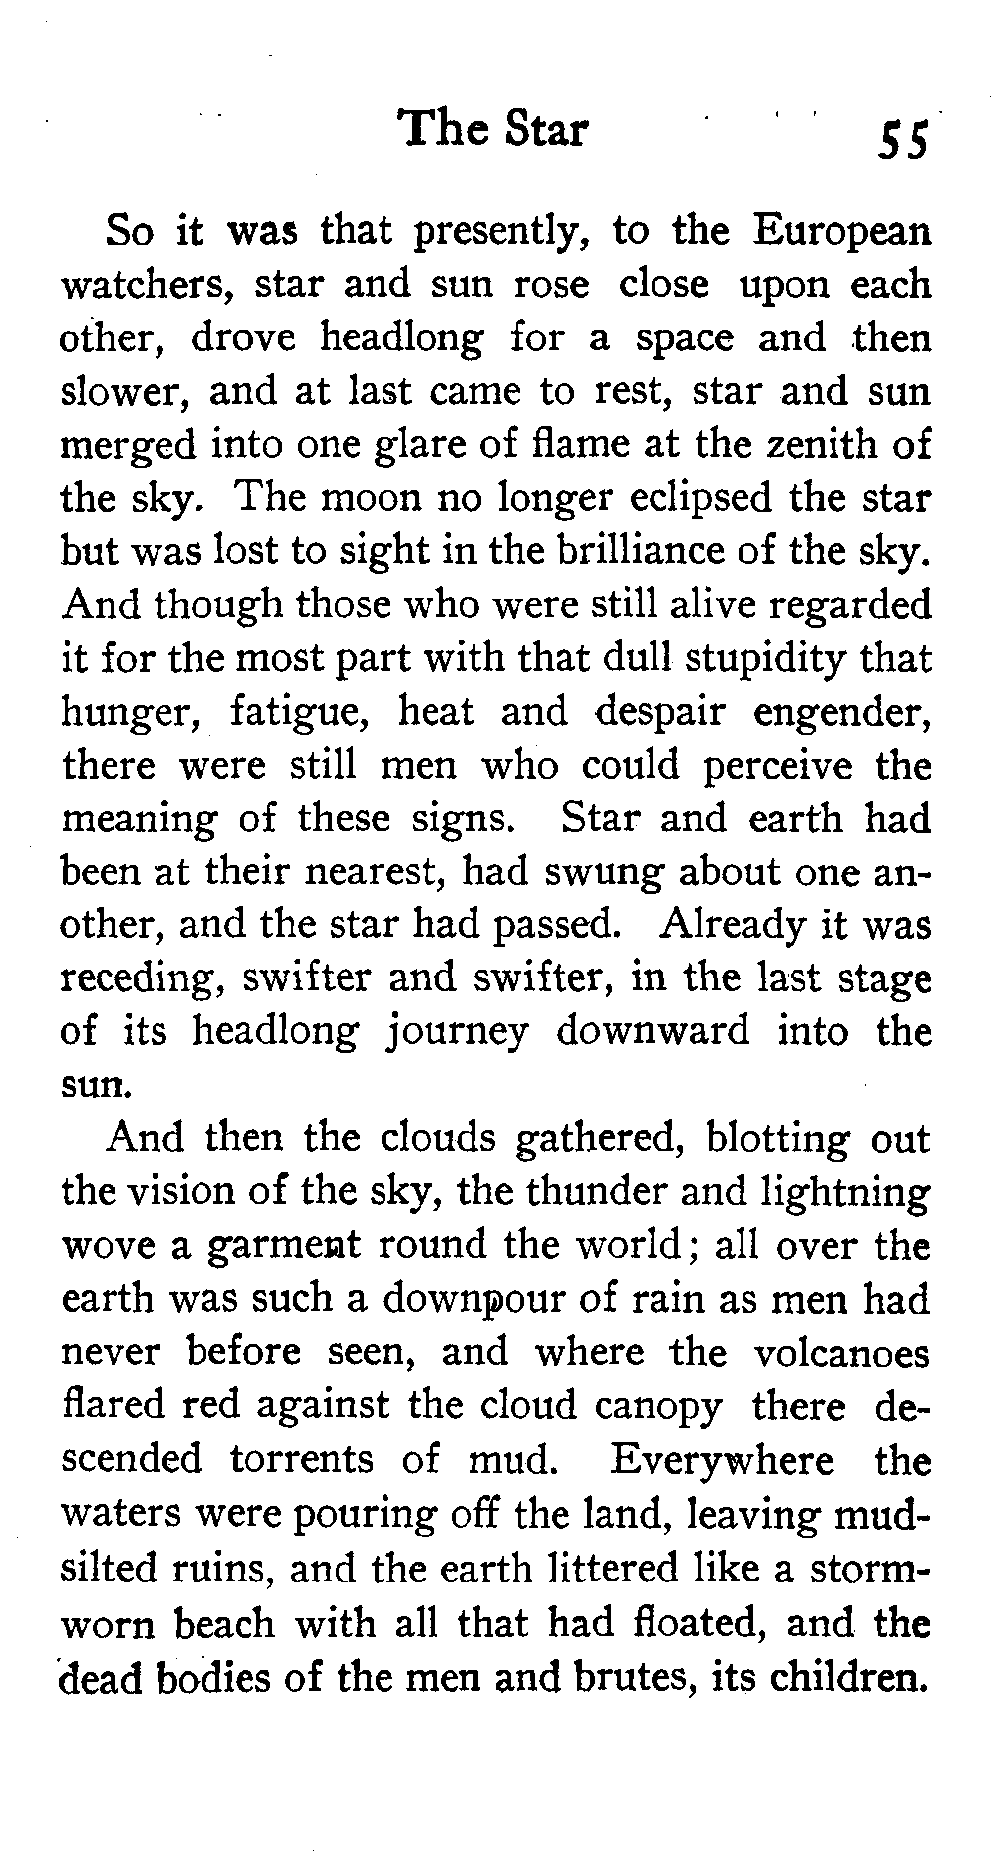 The Star 55
So it was that presently, to the European
watchers, star and sun rose close upon each
other, drove headlong for a space and then
slower, and at last came to rest, star and sun
merged into one glare of flame at the zenith of
the sky. The moon no longer eclipsed the star
but was lost to sight in the brilliance of the sky.
And though those who were still alive regarded
it for the most part with that dull stupidity that
hunger, fatigue, heat and despair engender,
there were still men who could perceive the
meaning of these signs. Star and earth had
been at their nearest, had swung about one an-
other, and the star had passed. Already it was
receding, swifter and swifter, in the last stage
of its headlong journey downward into the
sun.
And then the clouds gathered, blotting out
the vision of the sky, the thunder and lightning
wove a garment round the world; all over the
earth was such a downpour of rain as men had
never before seen, and where the volcanoes
flared red against the cloud canopy there de-
scended torrents of mud. Everywhere the
waters were pouring off the land, leaving mud-
silted ruins, and the earth littered like a storm-
worn beach with all that had floated, and the
dead bodies of the men and brutes, its children.